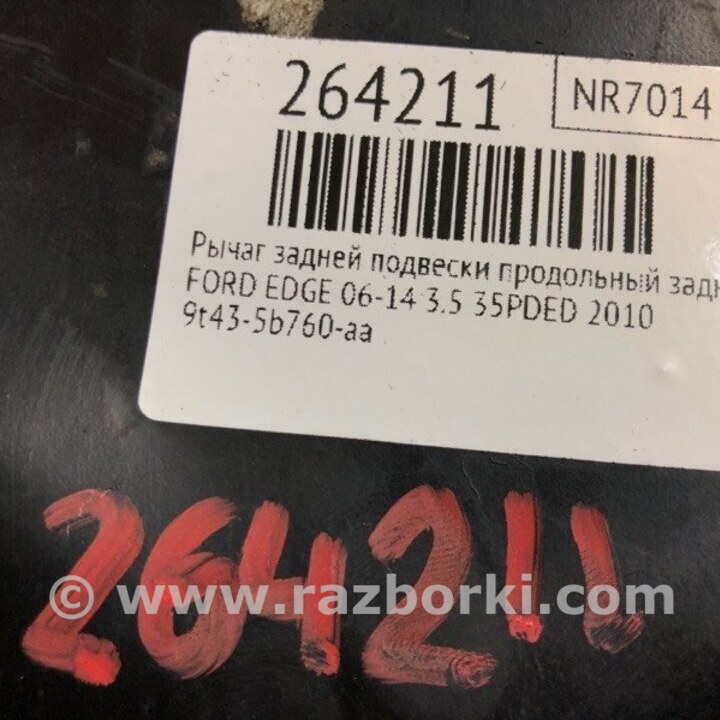 264211
NR7014
Рычаг задней подвески продольный
FORD EDGE 06-14 3.5 35PDED 2010
9t43-5b760-aa
264211
© www.razborki.com